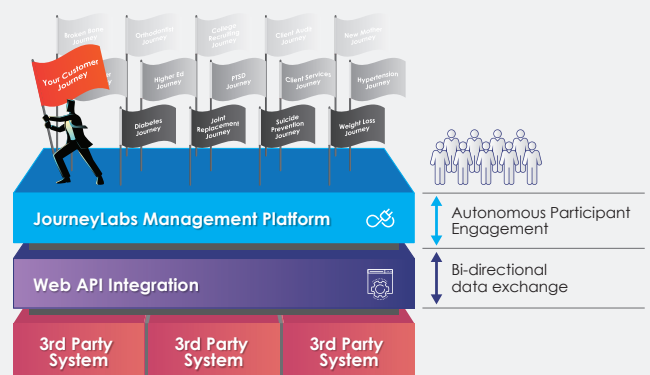 Broken Bone
Journey
Orthodontist
Journey
College
Recruiting
Journey
Client Audit
Journey
New Mother
Journey
Your Customer
Journey
Higher Ed
Journey
PTSD
Journey
Client Services
Journey
Hypertension
Journey
Diabetes
Journey
Joint
Replacement
Journey
Suicide
Prevention
Journey
Weight Loss
Journey
JourneyLabs Management Platform
Autonomous Participant
Engagement
Web API Integration
Bi-directional
data exchange
3rd Party
System
3rd Party
System
3rd Party
System